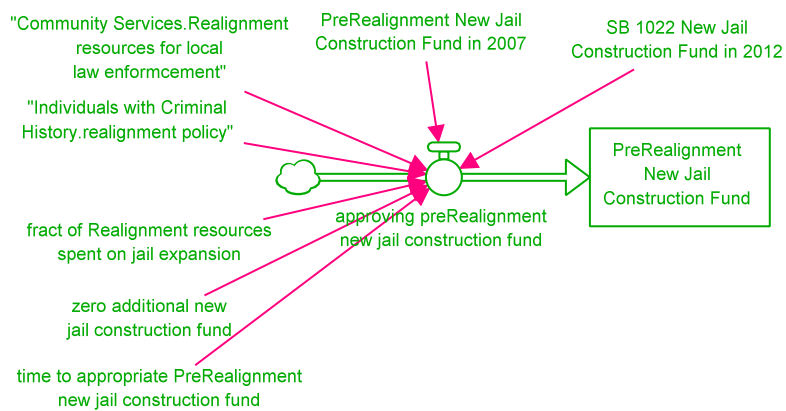 "Community Services.Realignment
resources for local
law enformcement"
PreRealignment New Jail
Construction Fund in 2007
SB 1022 New Jail
Construction Fund in 2012
"Individuals with Criminal
History.realignment policy"
PreRealignment
New Jail
Construction Fund
approving preRealignment
new jail construction fund
fract of Realignment resources
spent on jail expansion
zero additional new
jail construction fund
time to appropriate PreRealignment
new jail construction fund